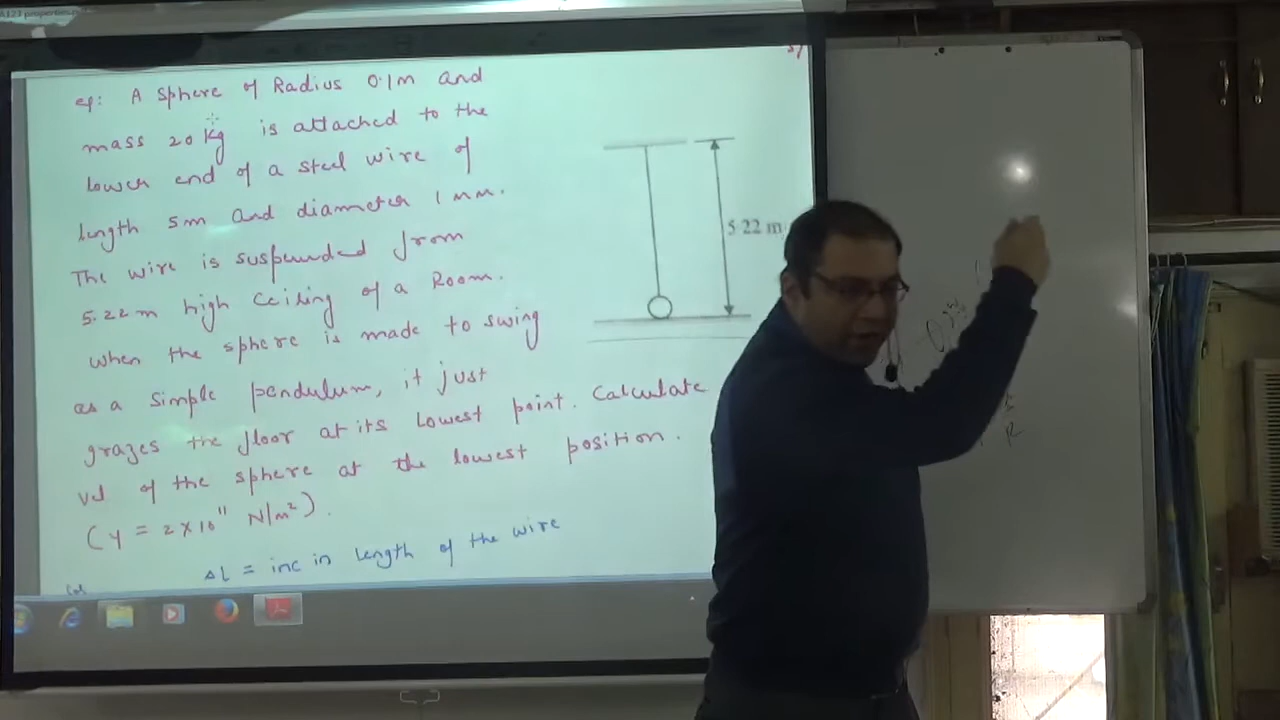 eg: A sphere of Radius 0.1m and
mass 20 Kg is attached to the
lower end of a steel wire of
length 5m and diameter 1 mm.
The wire is suspended from
5.22 m high ceiling of a Room.
when the sphere is made to swing
as a simple pendulum, it just
grazes the floor at its lowest point. Calculate
vel of the sphere at the lowest position.
(Y = 2×10¹¹ N/m²).
ΔL = inc in length of the wire
5.22 m